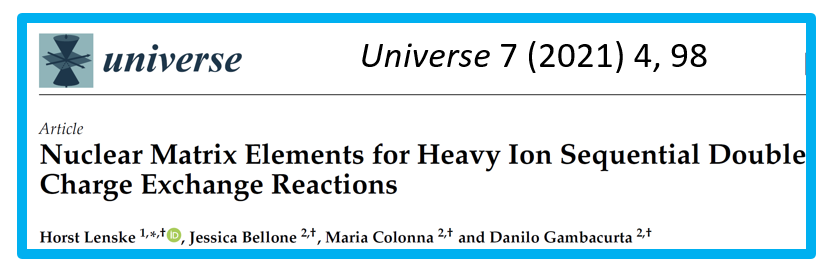 universe
Universe 7 (2021) 4, 98
Article
Nuclear Matrix Elements for Heavy Ion Sequential Double
Charge Exchange Reactions
Horst Lenske 1,*,† iD, Jessica Bellone 2,†, Maria Colonna 2,† and Danilo Gambacurta 2,†